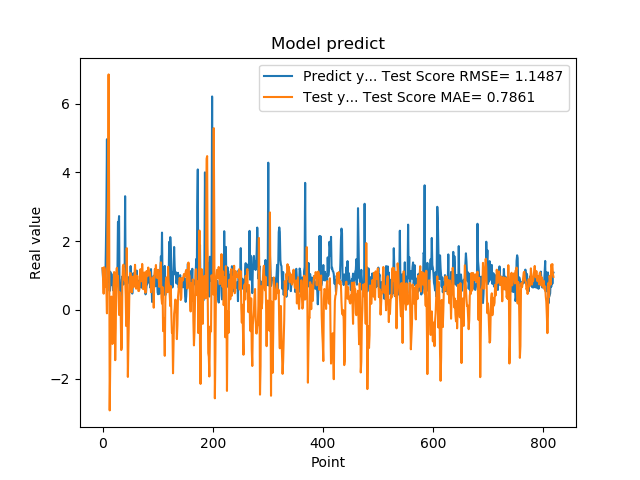 Model predict
Predict y... Test Score RMSE= 1.1487
Test y... Test Score MAE= 0.7861
Real value
6
4
2
0
−2
0 200 400 600 800
Point